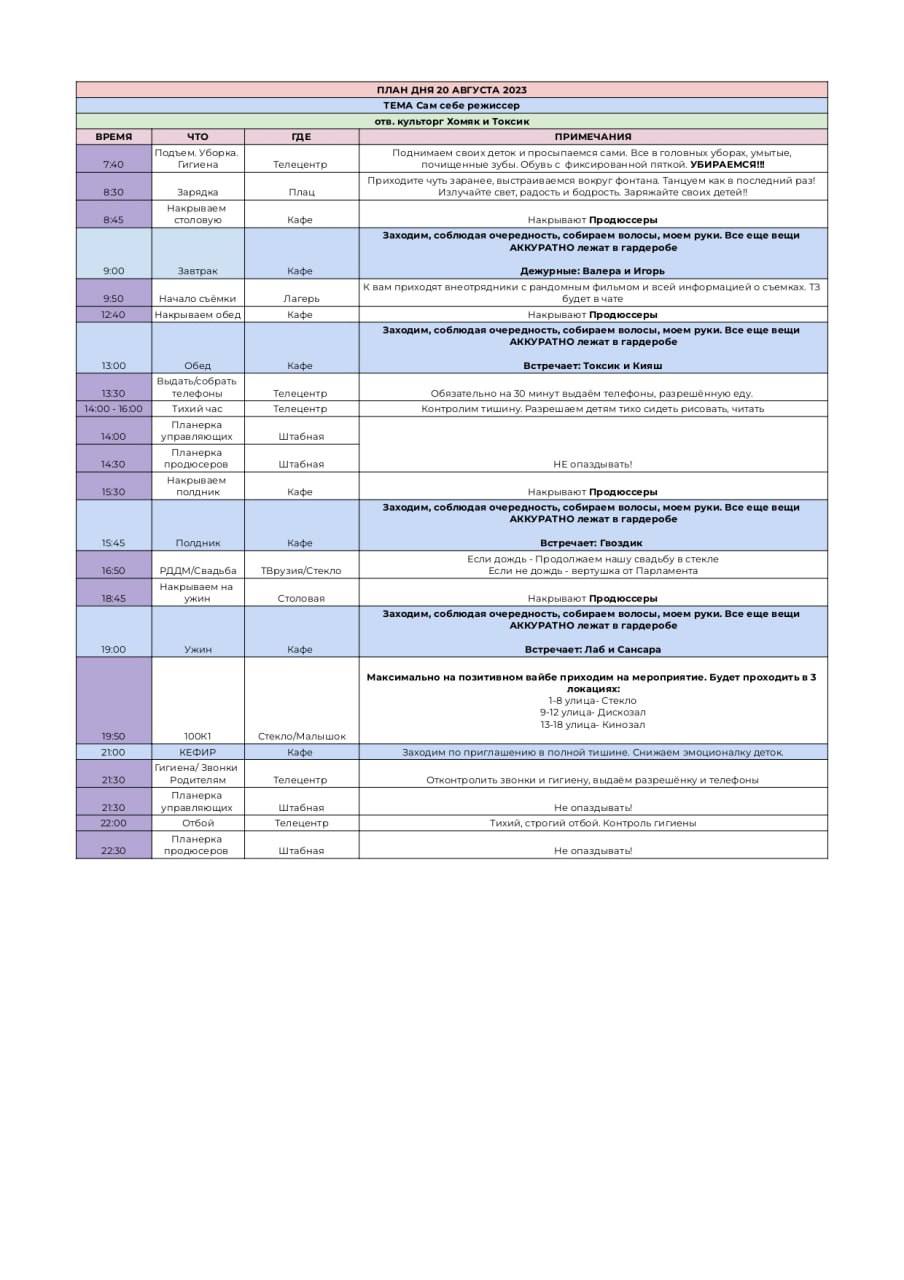 ПЛАН ДНЯ 20 АВГУСТА 2023
ТЕМА Сам себе режиссер
отв. культорг Хомяк и Токсик
ВРЕМЯ ЧТО ГДЕ ПРИМЕЧАНИЯ
Подъем. Уборка. Поднимаем своих деток и просыпаемся сами. Все в головных уборах, умытые,
7:40 Гигиена Телецентр почищенные зубы. Обувь с фиксированной пяткой. УБИРАЕМСЯ!!!
Приходите чуть заранее, выстраиваемся вокруг фонтана. Танцуем как в последний раз!
8:30 Зарядка Плац Излучайте свет, радость и бодрость. Заряжайте своих детей!!
Накрываем
8:45 столовую Кафе Накрывают Продюссеры
Заходим, соблюдая очередность, собираем волосы, моем руки. Все еще вещи
АККУРАТНО лежат в гардеробе
9:00 Завтрак Кафе Дежурные: Валера и Игорь
К вам приходят внеотрядники с рандомным фильмом и всей информацией о съемках. ТЗ
9:50 Начало съёмки Лагерь будет в чате
12:40 Накрываем обед Кафе Накрывают Продюссеры
Заходим, соблюдая очередность, собираем волосы, моем руки. Все еще вещи
АККУРАТНО лежат в гардеробе
13:00 Обед Кафе Встречает: Токсик и Кияш
Выдать/собрать
13:30 телефоны Телецентр Обязательно на 30 минут выдаём телефоны, разрешённую еду.
14:00 - 16:00 Тихий час Телецентр Контролим тишину. Разрешаем детям тихо сидеть рисовать, читать
Планерка
14:00 управляющих Штабная
Планерка
14:30 продюсеров Штабная НЕ опаздывать!
Накрываем
15:30 полдник Кафе Накрывают Продюссеры
Заходим, соблюдая очередность, собираем волосы, моем руки. Все еще вещи
АККУРАТНО лежат в гардеробе
15:45 Полдник Кафе Встречает: Гвоздик
Если дождь - Продолжаем нашу свадьбу в стекле
16:50 РДДМ/Свадьба ТВрузия/Стекло Если не дождь - вертушка от Парламента
Накрываем на
18:45 ужин Столовая Накрывают Продюссеры
Заходим, соблюдая очередность, собираем волосы, моем руки. Все еще вещи
АККУРАТНО лежат в гардеробе
19:00 Ужин Кафе Встречает: Лаб и Сансара
Максимально на позитивном вайбе приходим на мероприятие. Будет проходить в 3
локациях:
1-8 улица- Стекло
9-12 улица- Дискозал
13-18 улица- Кинозал
19:50 100К1 Стекло/Малышок
21:00 КЕФИР Кафе Заходим по приглашению в полной тишине. Снижаем эмоционалку деток.
Гигиена/ Звонки
21:30 Родителям Телецентр Отконтролить звонки и гигиену, выдаём разрешёнку и телефоны
Планерка
21:30 управляющих Штабная Не опаздывать!
22:00 Отбой Телецентр Тихий, строгий отбой. Контроль гигиены
Планерка
22:30 продюсеров Штабная Не опаздывать!